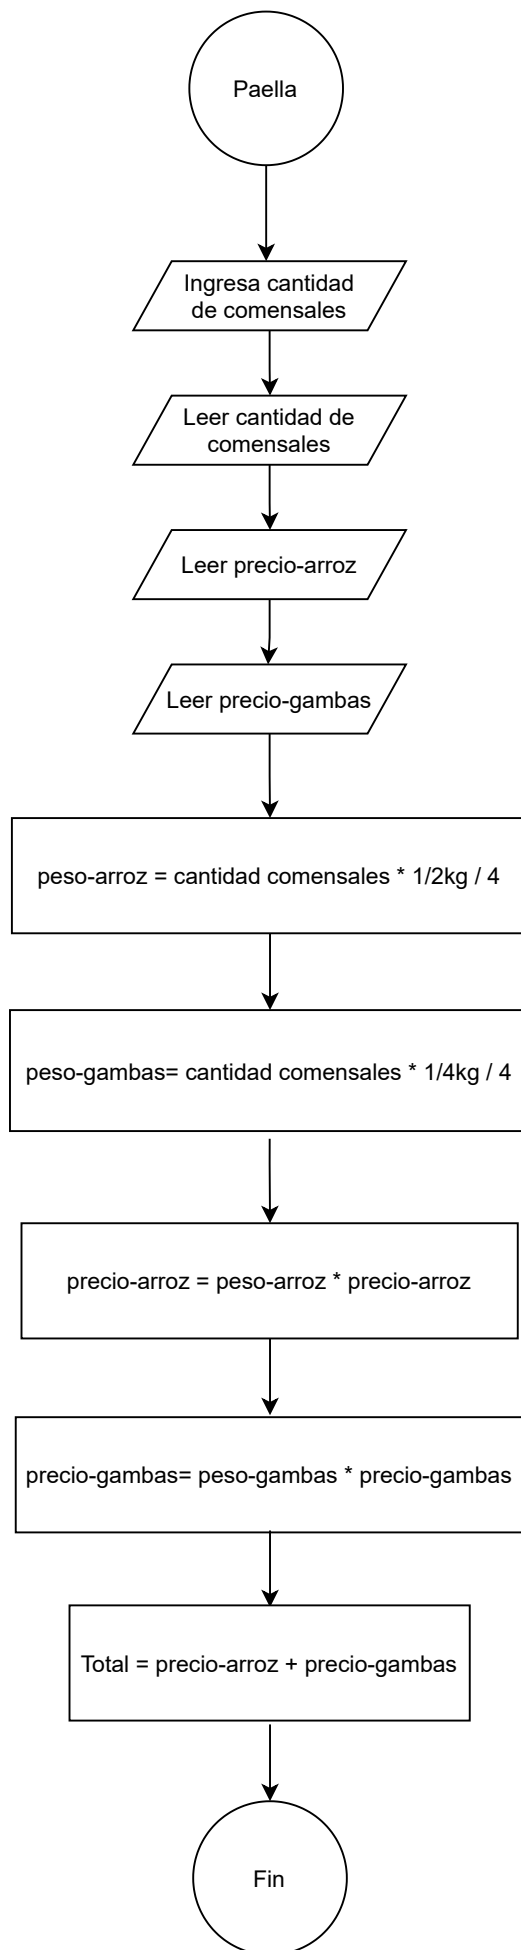 Paella
Ingresa cantidad
de comensales
Leer cantidad de
comensales
Leer precio-arroz
Leer precio-gambas
peso-arroz = cantidad comensales * 1/2kg / 4
peso-gambas= cantidad comensales * 1/4kg / 4
precio-arroz = peso-arroz * precio-arroz
precio-gambas= peso-gambas * precio-gambas
Total = precio-arroz + precio-gambas
Fin